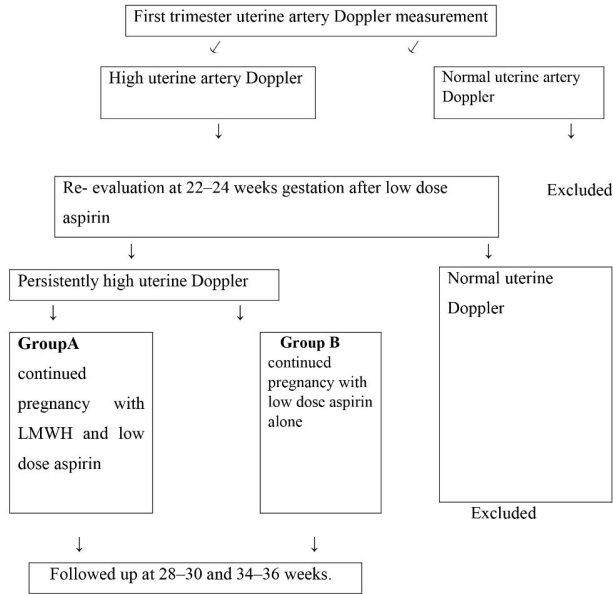 First trimester uterine artery Doppler measurement
High uterine artery Doppler
Normal uterine artery
Doppler
Re- evaluation at 22–24 weeks gestation after low dose
aspirin
Excluded
Persistently high uterine Doppler
Normal uterine
Doppler
GroupA
continued
pregnancy with
LMWH and low
dose aspirin
Group B
continued
pregnancy with
low dose aspirin
alone
Excluded
Followed up at 28–30 and 34–36 weeks.